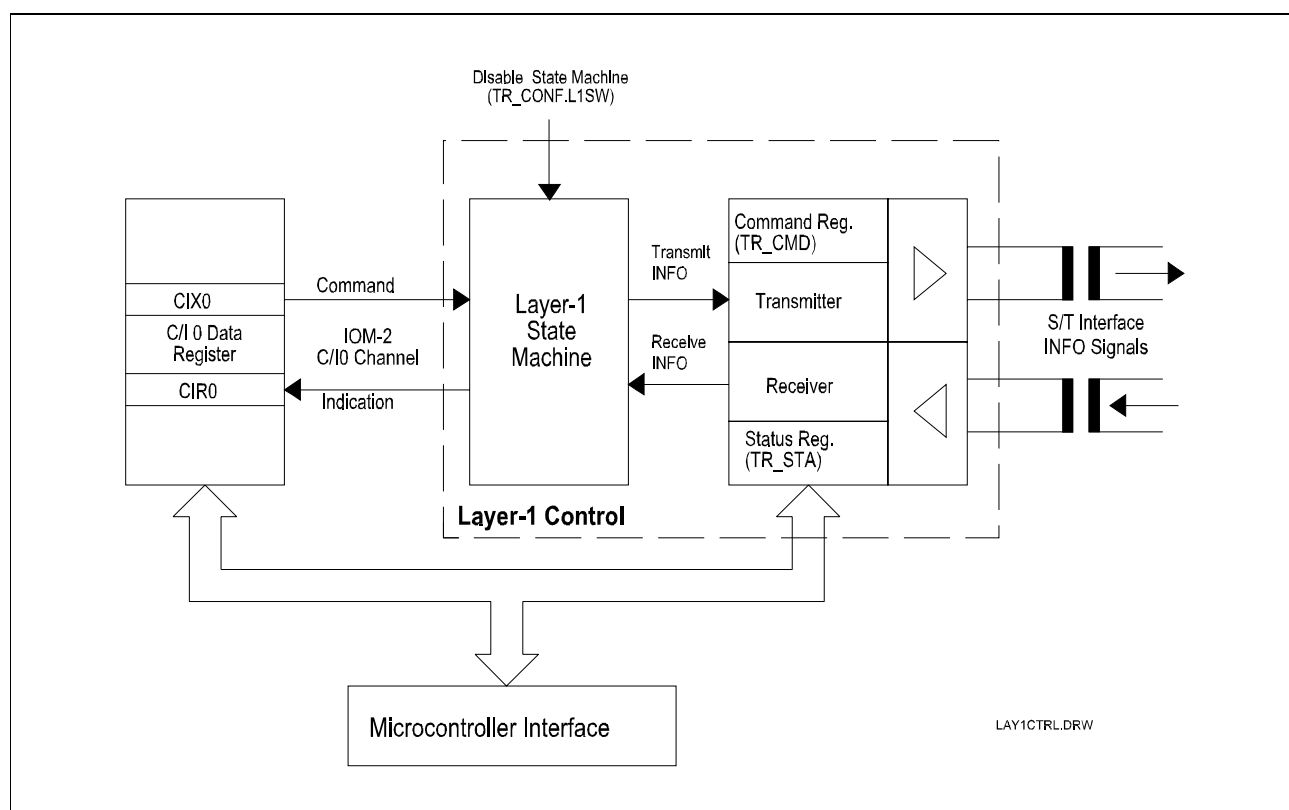 Disable State Machine
(TR_CONF.L1SW)
CIX0
C/I 0 Data
Register
CIR0
Command
IOM-2
C/I0 Channel
Indication
Layer-1
State
Machine
Transmit
INFO
Receive
INFO
Command Reg.
(TR_CMD)
Transmitter
Receiver
Status Reg.
(TR_STA)
S/T Interface
INFO Signals
Layer-1 Control
Microcontroller Interface
LAY1CTRL.DRW